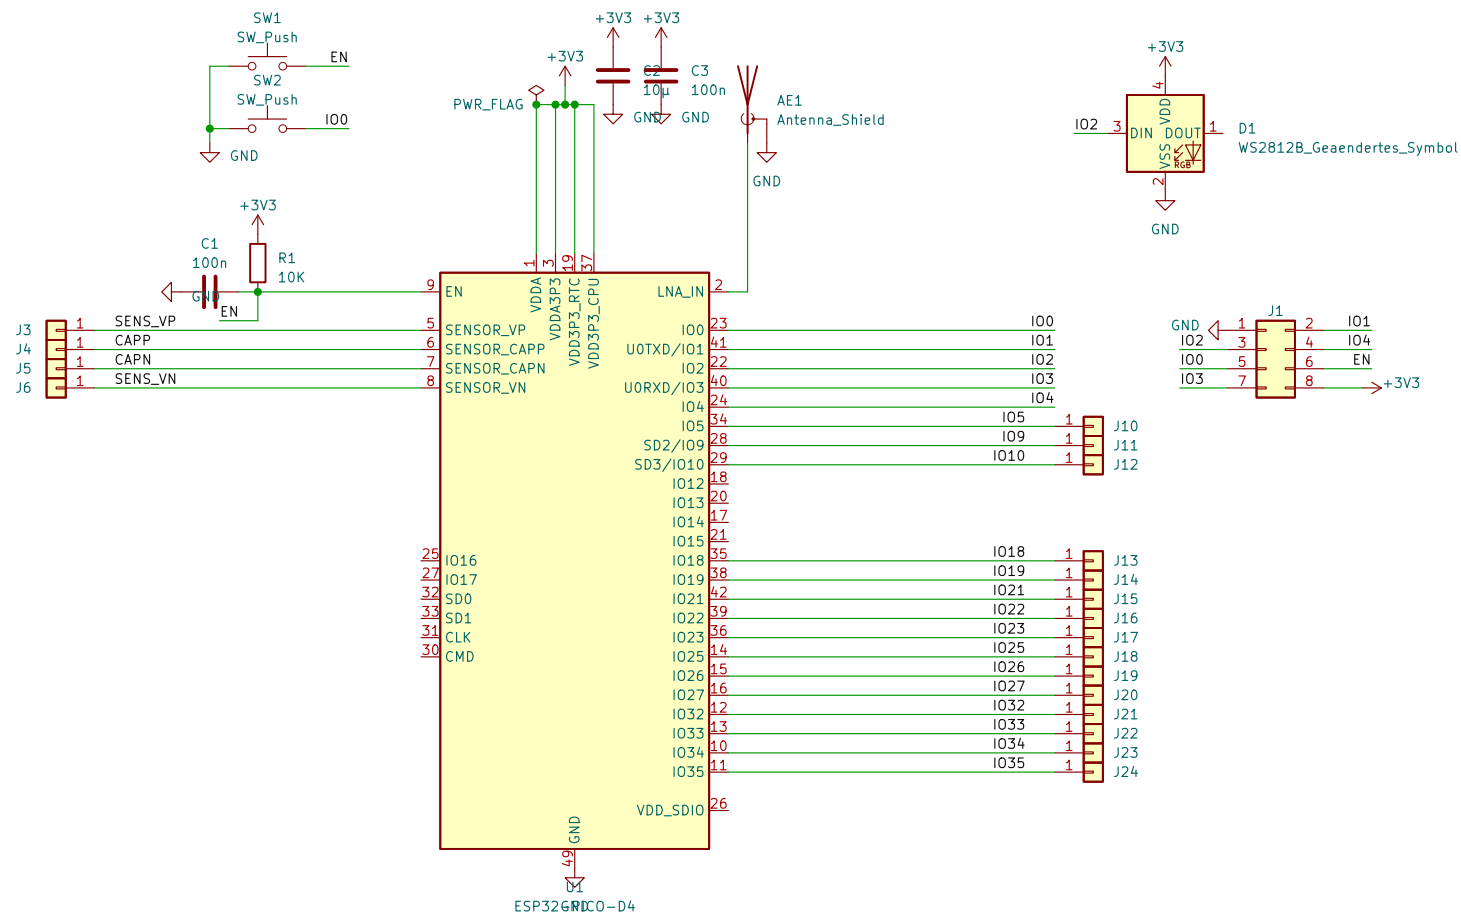 SW1
SW_Push
EN
SW2
SW_Push
IO0
GND
+3V3
+3V3
+3V3
PWR_FLAG
C2
10µ
GND
C3
100n
GND
AE1
Antenna_Shield
GND
+3V3
4
VDD
IO2
3
DIN
DOUT
1
VSS
RGB
2
GND
D1
WS2812B_Geaendertes_Symbol
+3V3
C1
100n
GND
R1
10K
EN
J3
1
SENS_VP
J4
1
CAPP
J5
1
CAPN
J6
1
SENS_VN
1
VDDA
3
VDDA3P3
19
VDD3P3_RTC
37
VDD3P3_CPU
9
EN
5
SENSOR_VP
6
SENSOR_CAPP
7
SENSOR_CAPN
8
SENSOR_VN
25
IO16
27
IO17
32
SD0
33
SD1
31
CLK
30
CMD
LNA_IN
2
IO0
23
IO0
U0TXD/IO1
41
IO1
IO2
22
IO2
U0RXD/IO3
40
IO3
IO4
24
IO4
IO5
34
IO5
1
J10
SD2/IO9
28
IO9
1
J11
SD3/IO10
29
IO10
1
J12
IO12
18
IO13
20
IO14
17
IO15
21
IO18
35
IO18
1
J13
IO19
38
IO19
1
J14
IO21
42
IO21
1
J15
IO22
39
IO22
1
J16
IO23
36
IO23
1
J17
IO25
14
IO25
1
J18
IO26
15
IO26
1
J19
IO27
16
IO27
1
J20
IO32
12
IO32
1
J21
IO33
13
IO33
1
J22
IO34
10
IO34
1
J23
IO35
11
IO35
1
J24
VDD_SDIO
26
GND
49
U1
ESP32-PICO-D4
GND
J1
GND
1
2
IO1
IO2
3
4
IO4
IO0
5
6
EN
IO3
7
8
+3V3